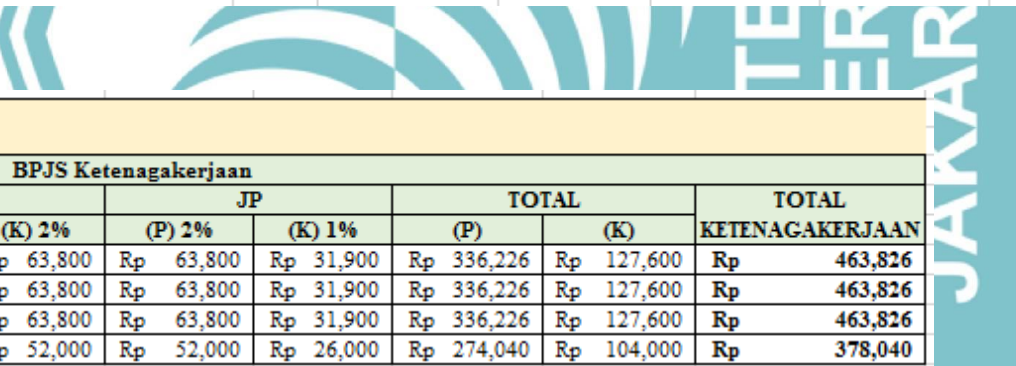 BPJS Ketenagakerjaan
JP TOTAL TOTAL
(K) 2% (P) 2% (K) 1% (P) (K) KETENAGAKERJAAN
63,800 Rp 63,800 Rp 31,900 Rp 336,226 Rp 127,600 Rp 463,826
63,800 Rp 63,800 Rp 31,900 Rp 336,226 Rp 127,600 Rp 463,826
63,800 Rp 63,800 Rp 31,900 Rp 336,226 Rp 127,600 Rp 463,826
52,000 Rp 52,000 Rp 26,000 Rp 274,040 Rp 104,000 Rp 378,040
JAKAR